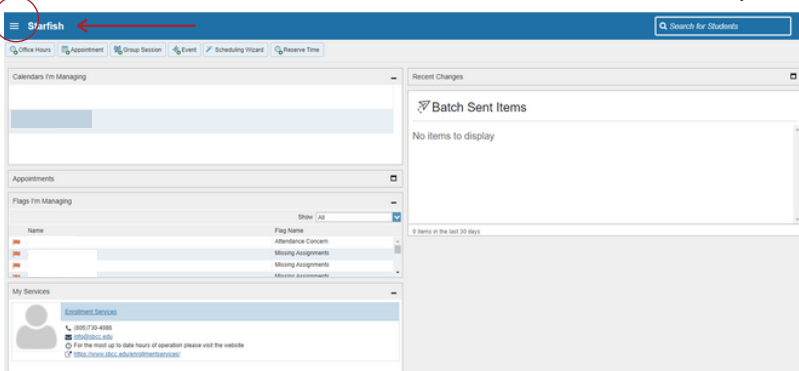 Starfish
Search for Students
Office Hours Appointment Group Session Event Scheduling Wizard Reserve Time
Calendars I'm Managing
Appointments
Flags I'm Managing
Show All
Name Flag Name
Attendance Concern
Missing Assignments
Missing Assignments
Missing Assignments
My Services
Enrollment Services
(805)730-4086
info@sbcc.edu
For the most up to date hours of operation please visit the website
https://www.sbcc.edu/enrollmentservices/
Recent Changes
Batch Sent Items
No items to display
0 items in the last 30 days